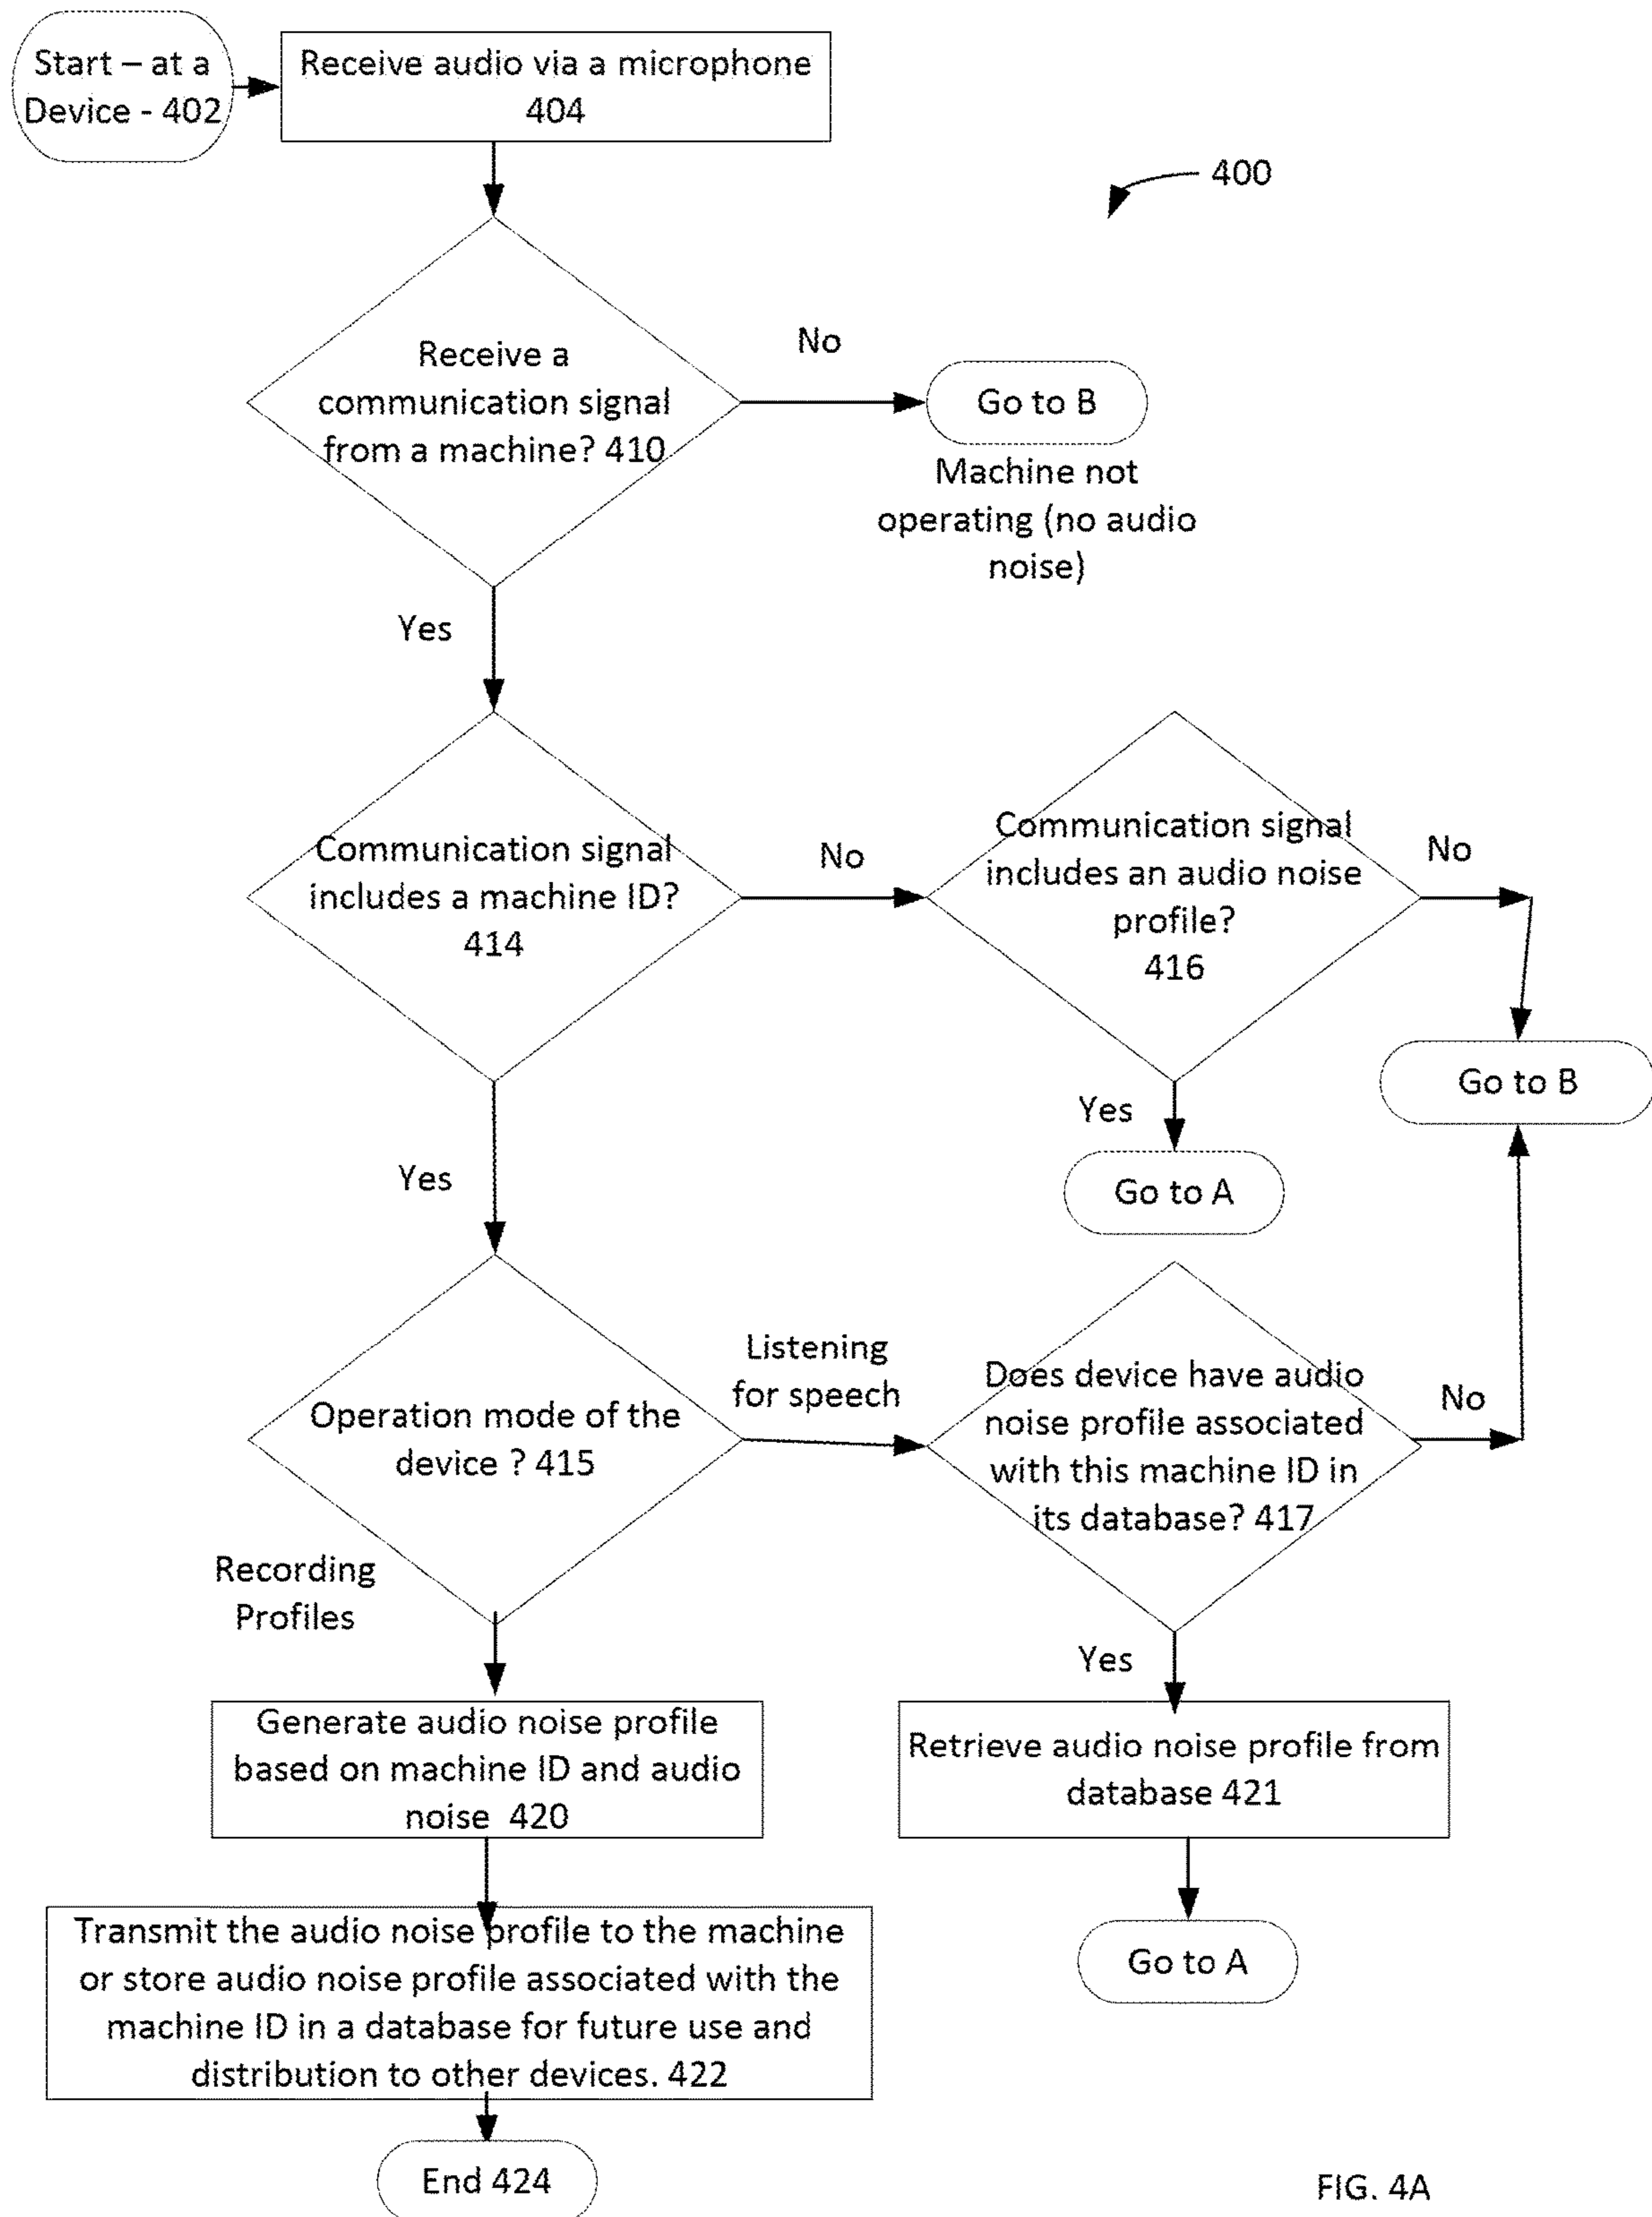 Start – at a
Device - 402
Receive audio via a microphone
404
400
Receive a
communication signal
from a machine? 410
No
Go to B
Machine not
operating (no audio
noise)
Yes
Communication signal
includes a machine ID?
414
No
Communication signal
includes an audio noise
profile?
416
No
Go to B
Yes
Go to A
Yes
Operation mode of the
device ? 415
Listening
for speech
Does device have audio
noise profile associated
with this machine ID in
its database? 417
No
Recording
Profiles
Yes
Generate audio noise profile
based on machine ID and audio
noise 420
Retrieve audio noise profile from
database 421
Transmit the audio noise profile to the machine
or store audio noise profile associated with the
machine ID in a database for future use and
distribution to other devices. 422
Go to A
End 424
FIG. 4A